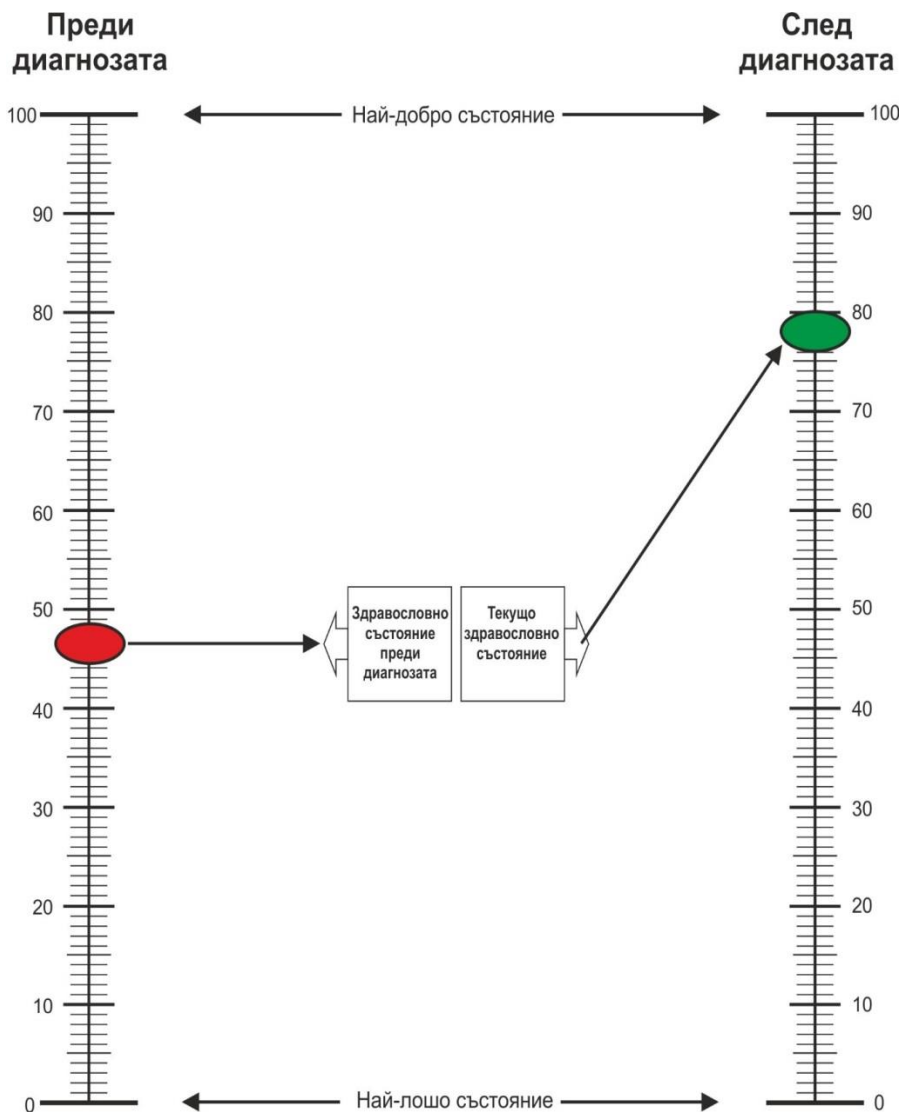 Преди
диагнозата
След
диагнозата
100
Най-добро състояние
100
90
90
80
80
70
70
60
60
50
50
Здравословно
състояние
преди
диагнозата
Текущо
здравословно
състояние
40
40
30
30
20
20
10
10
0
Най-лошо състояние
0